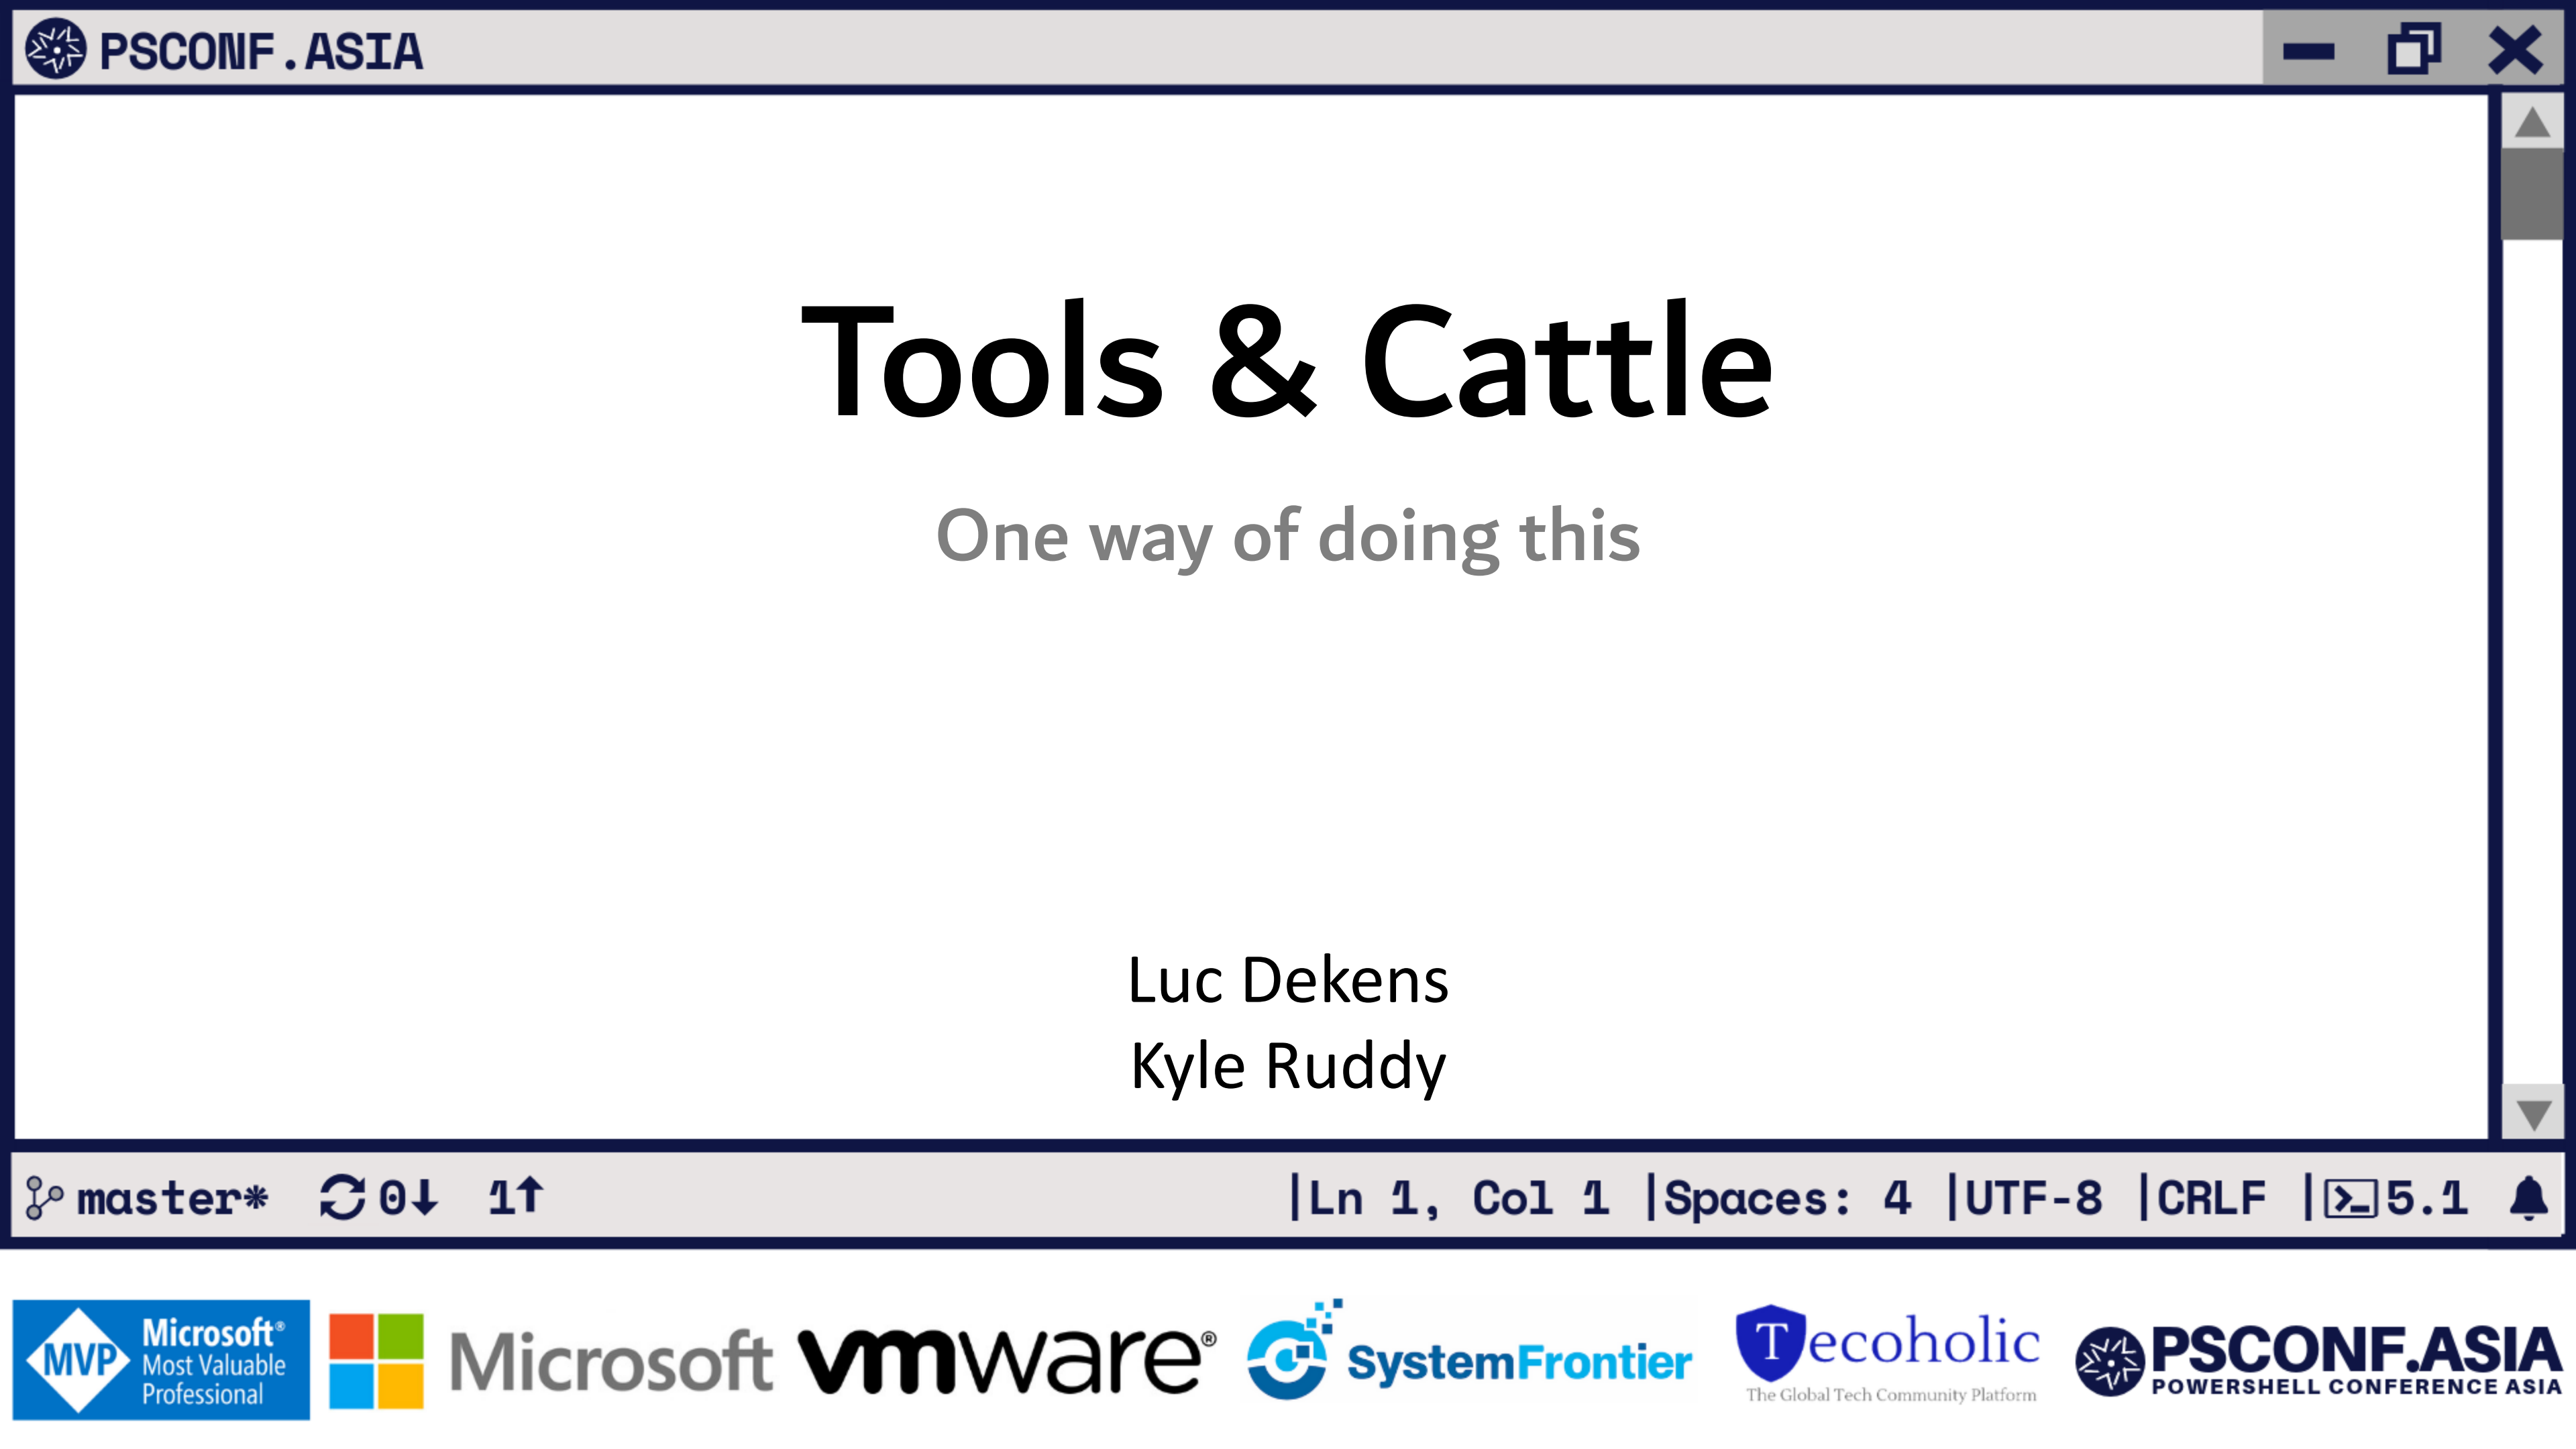 PSCONF.ASIA
Tools & Cattle
One way of doing this
Luc Dekens
Kyle Ruddy
master* 0↓ 1↑ |Ln 1, Col 1 |Spaces: 4 |UTF-8 |CRLF |5.1
MVP
Microsoft®
Most Valuable
Professional
Microsoft
vmware®
SystemFrontier
Tecoholic
The Global Tech Community Platform
PSCONF.ASIA
POWERSHELL CONFERENCE ASIA